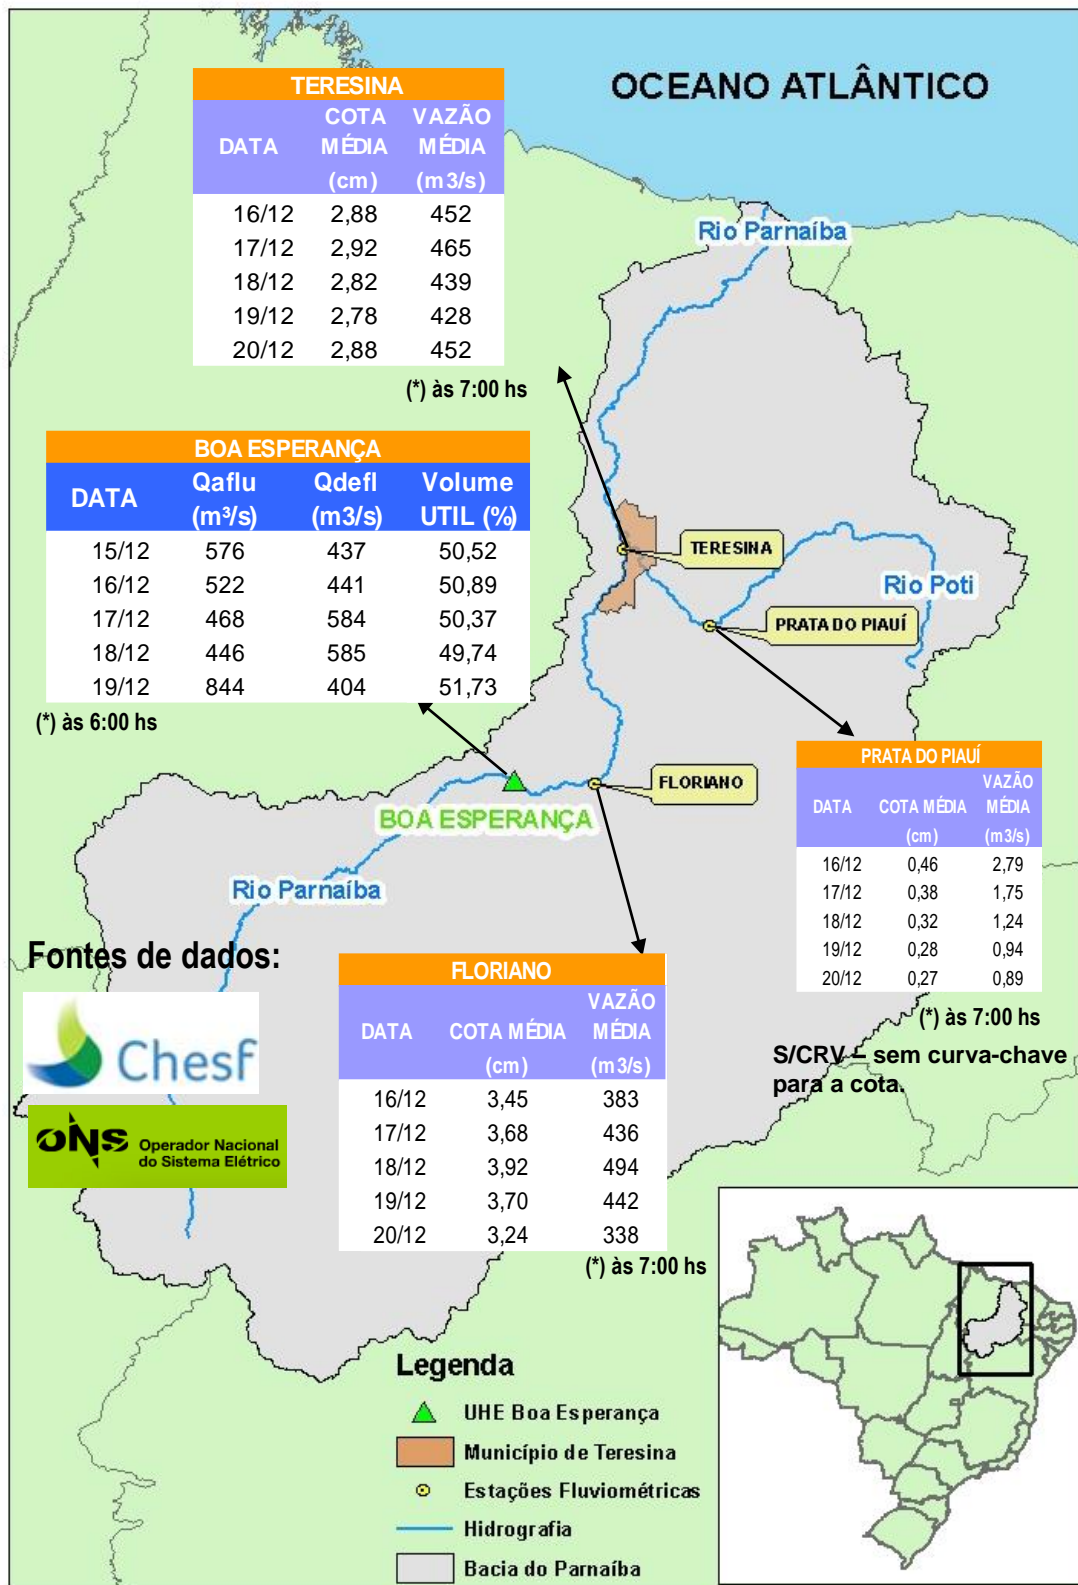 OCEANO ATLÂNTICO
TERESINA
DATA COTA MÉDIA (cm) VAZÃO MÉDIA (m3/s)
16/12 2,88 452
17/12 2,92 465
18/12 2,82 439
19/12 2,78 428
20/12 2,88 452
(*) às 7:00 hs
Rio Parnaíba
BOA ESPERANÇA
DATA Qaflu (m³/s) Qdefl (m3/s) Volume UTIL (%)
15/12 576 437 50,52
16/12 522 441 50,89
17/12 468 584 50,37
18/12 446 585 49,74
19/12 844 404 51,73
(*) às 6:00 hs
TERESINA
Rio Poti
PRATA DO PIAUÍ
FLORIANO
BOA ESPERANÇA
Rio Parnaíba
PRATA DO PIAUÍ
DATA COTA MÉDIA (cm) VAZÃO MÉDIA (m3/s)
16/12 0,46 2,79
17/12 0,38 1,75
18/12 0,32 1,24
19/12 0,28 0,94
20/12 0,27 0,89
(*) às 7:00 hs
S/CRV – sem curva-chave
para a cota.
Fontes de dados:
Chesf
ONS Operador Nacional
do Sistema Elétrico
FLORIANO
DATA COTA MÉDIA (cm) VAZÃO MÉDIA (m3/s)
16/12 3,45 383
17/12 3,68 436
18/12 3,92 494
19/12 3,70 442
20/12 3,24 338
(*) às 7:00 hs
Legenda
UHE Boa Esperança
Município de Teresina
Estações Fluviométricas
Hidrografia
Bacia do Parnaíba